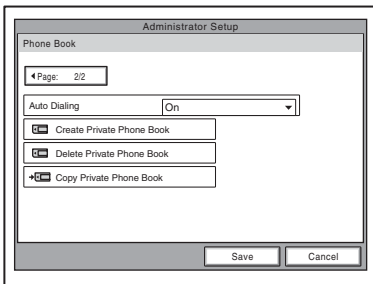 Administrator Setup
Phone Book
Page: 2/2
Auto Dialing On
Create Private Phone Book
Delete Private Phone Book
Copy Private Phone Book
Save Cancel